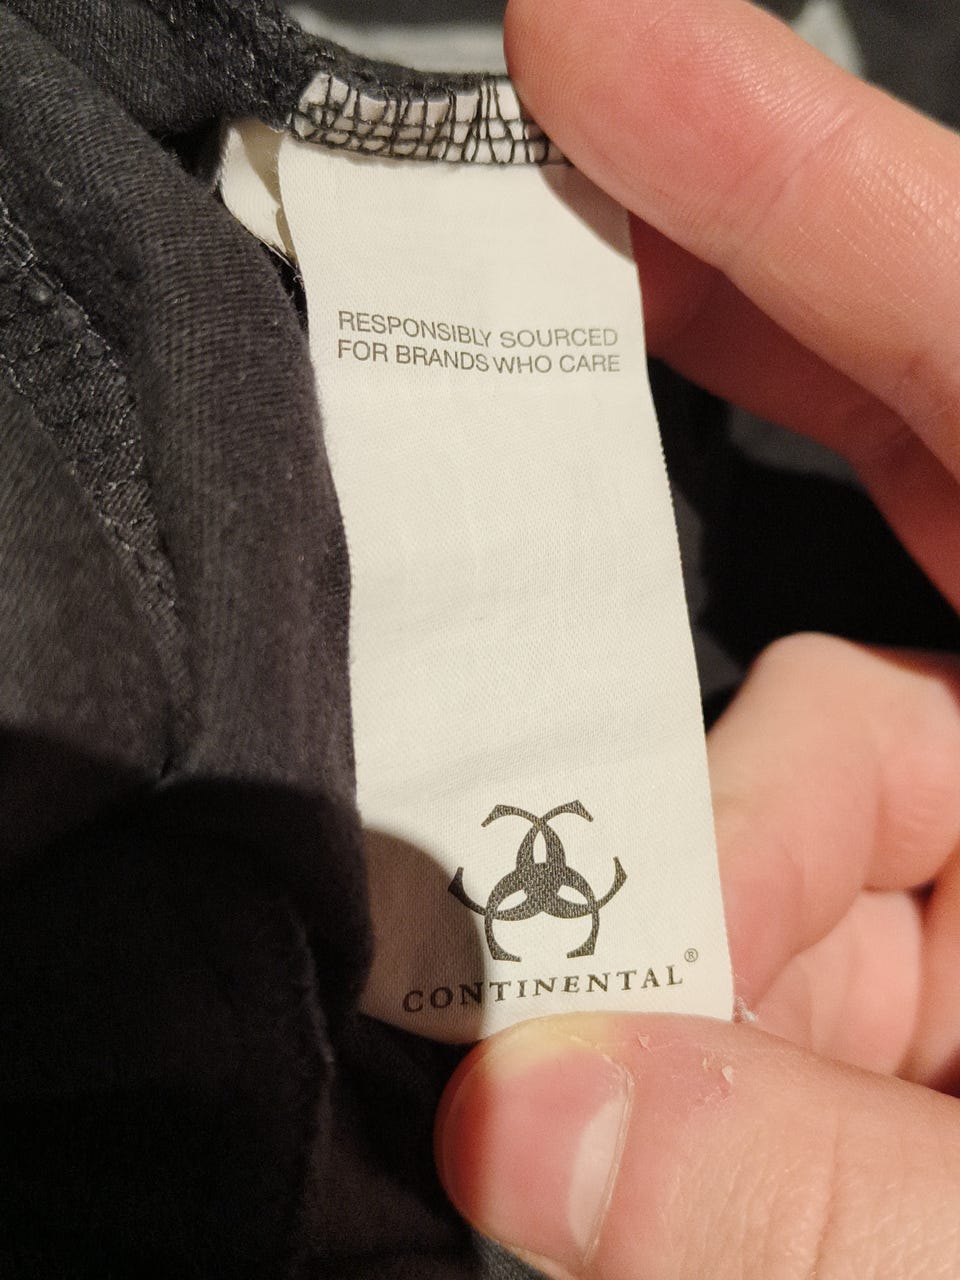 RESPONSIBLY SOURCED
FOR BRANDS WHO CARE
CONTINENTAL®